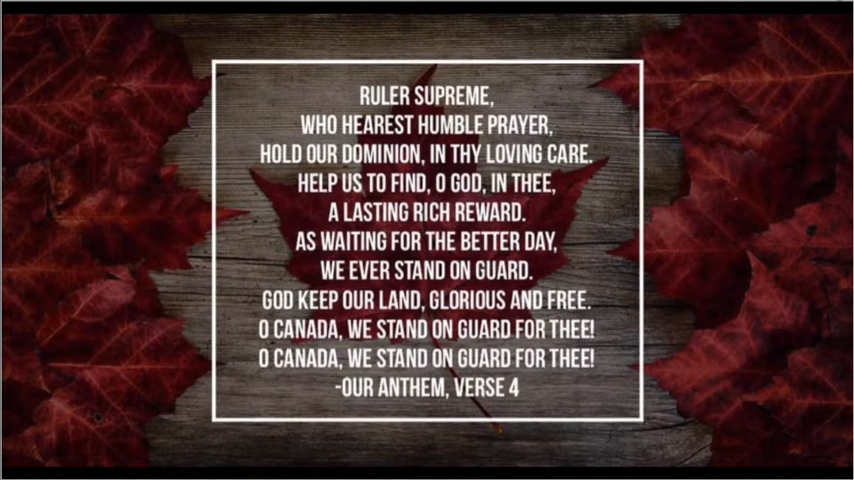 RULER SUPREME,
WHO HEAREST HUMBLE PRAYER,
HOLD OUR DOMINION, IN THY LOVING CARE.
HELP US TO FIND, O GOD, IN THEE,
A LASTING RICH REWARD.
AS WAITING FOR THE BETTER DAY,
WE EVER STAND ON GUARD.
GOD KEEP OUR LAND, GLORIOUS AND FREE.
O CANADA, WE STAND ON GUARD FOR THEE!
O CANADA, WE STAND ON GUARD FOR THEE!
-OUR ANTHEM, VERSE 4